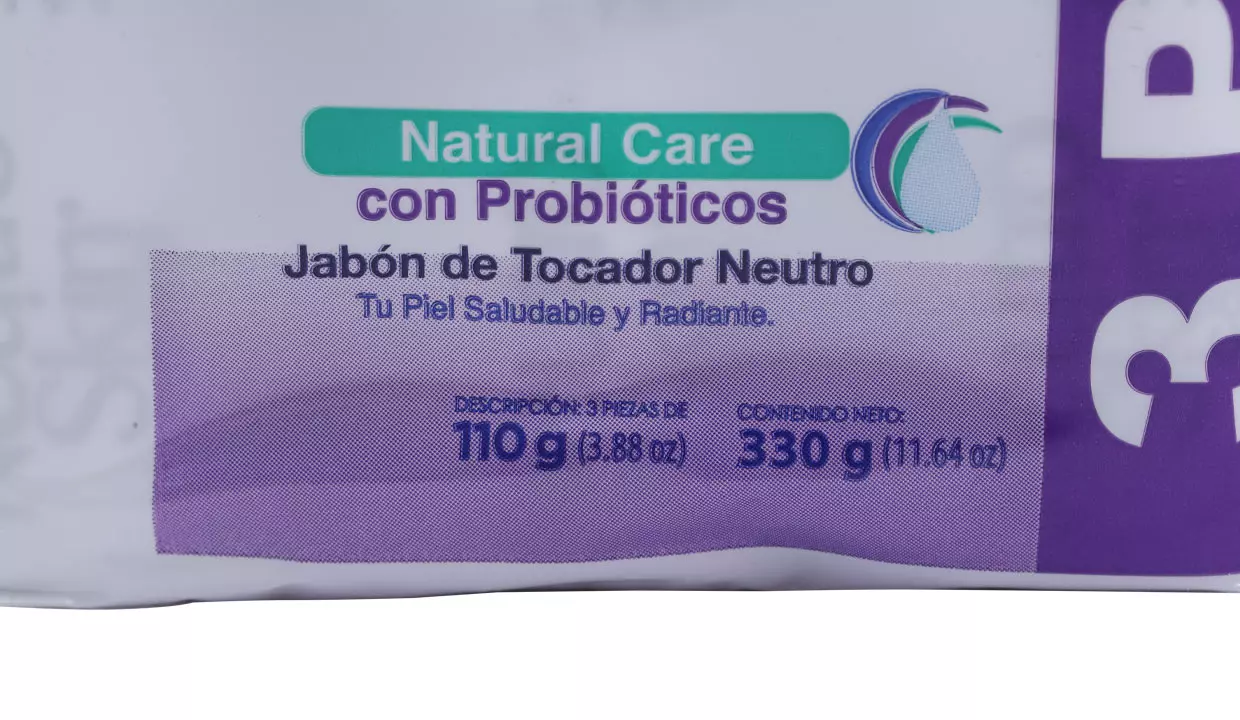 Natural Care
con Probióticos
Jabón de Tocador Neutro
Tu Piel Saludable y Radiante.
DESCRIPCIÓN: 3 PIEZAS DE
110 g (3.88 oz)
CONTENIDO NETO:
330 g (11.64 oz)
3 P